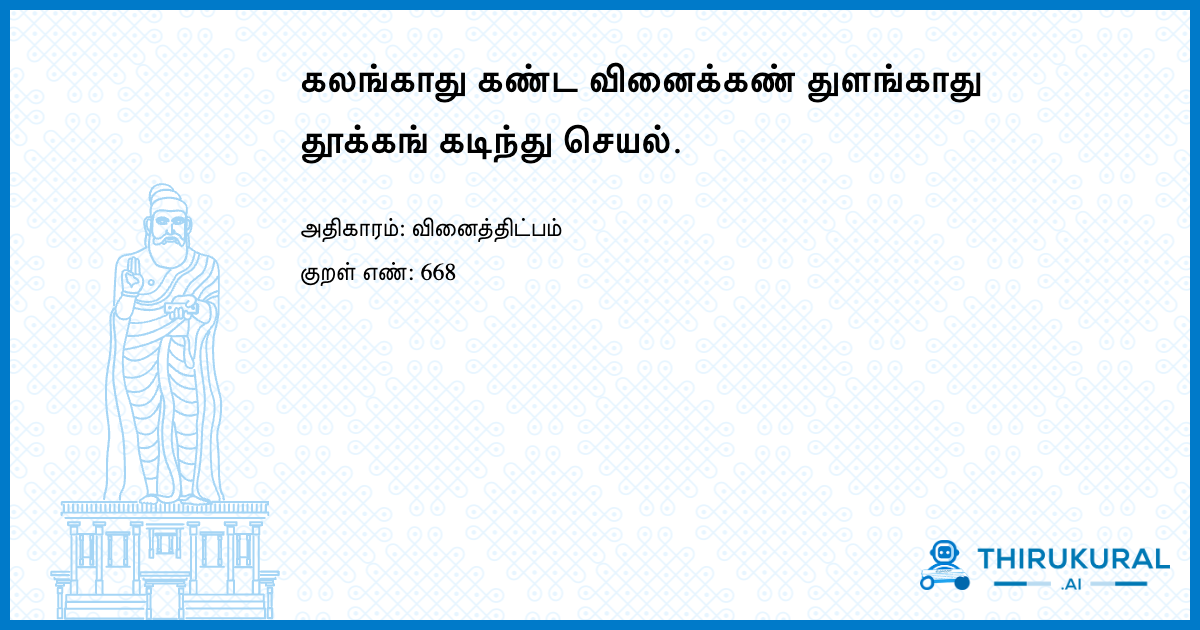 கலங்காது கண்ட வினைக்கண் துளங்காது
தூக்கங் கடிந்து செயல்.
அதிகாரம்: வினைத்திட்பம்
குறள் எண்: 668
THIRUKURAL
.AI